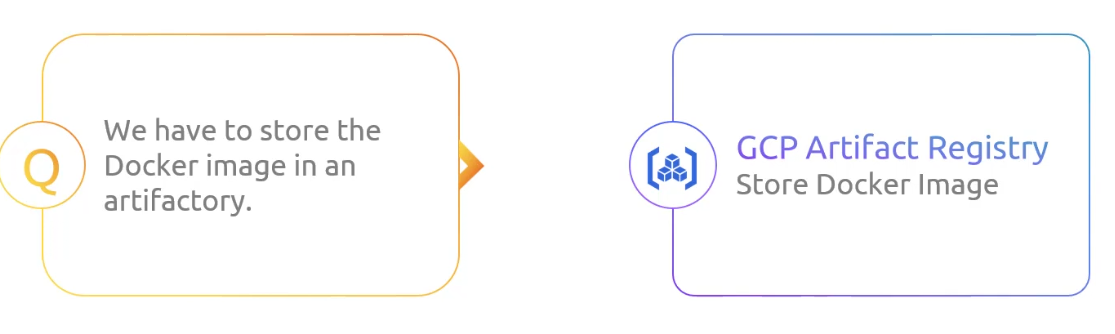 Q
We have to store the
Docker image in an
artifactory.
GCP Artifact Registry
Store Docker Image